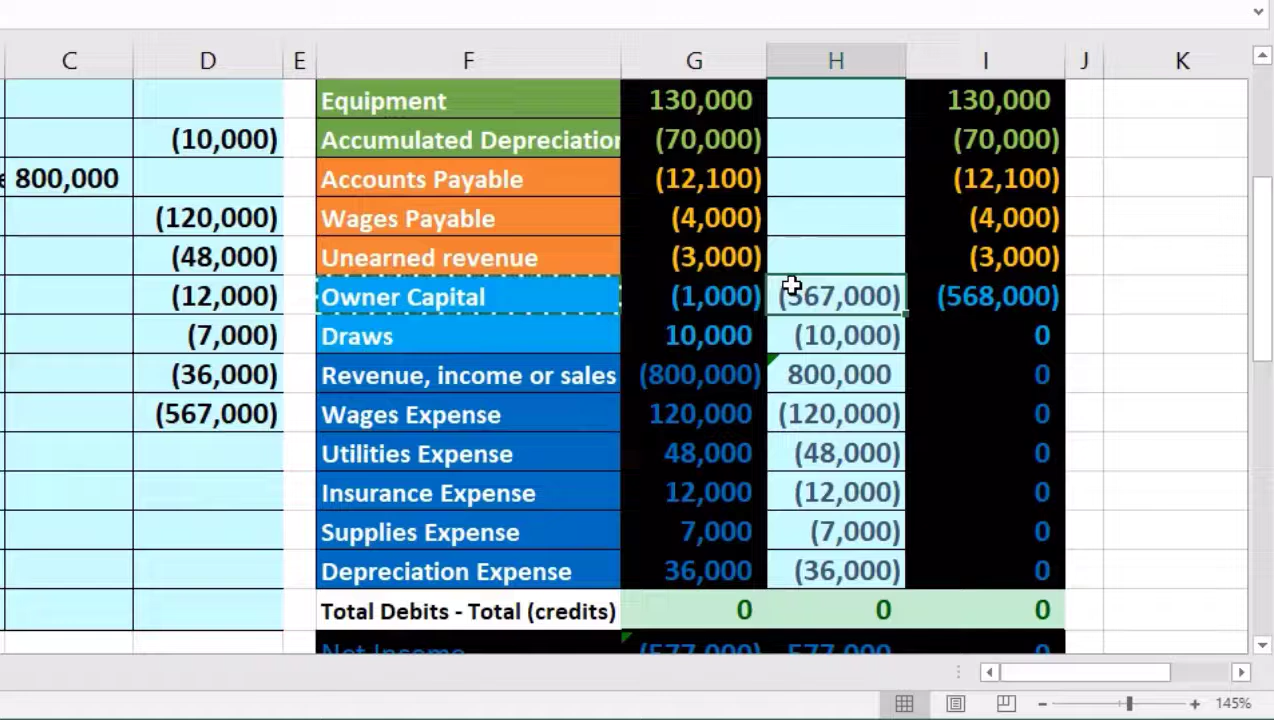 C D E F G H I J K
Equipment 130,000 130,000
(10,000) Accumulated Depreciation (70,000) (70,000)
800,000 Accounts Payable (12,100) (12,100)
(120,000) Wages Payable (4,000) (4,000)
(48,000) Unearned revenue (3,000) (3,000)
(12,000) Owner Capital (1,000) (567,000) (568,000)
(7,000) Draws 10,000 (10,000) 0
(36,000) Revenue, income or sales (800,000) 800,000 0
(567,000) Wages Expense 120,000 (120,000) 0
Utilities Expense 48,000 (48,000) 0
Insurance Expense 12,000 (12,000) 0
Supplies Expense 7,000 (7,000) 0
Depreciation Expense 36,000 (36,000) 0
Total Debits - Total (credits) 0 0 0
Net Income (577,000) 577,000 0
145%